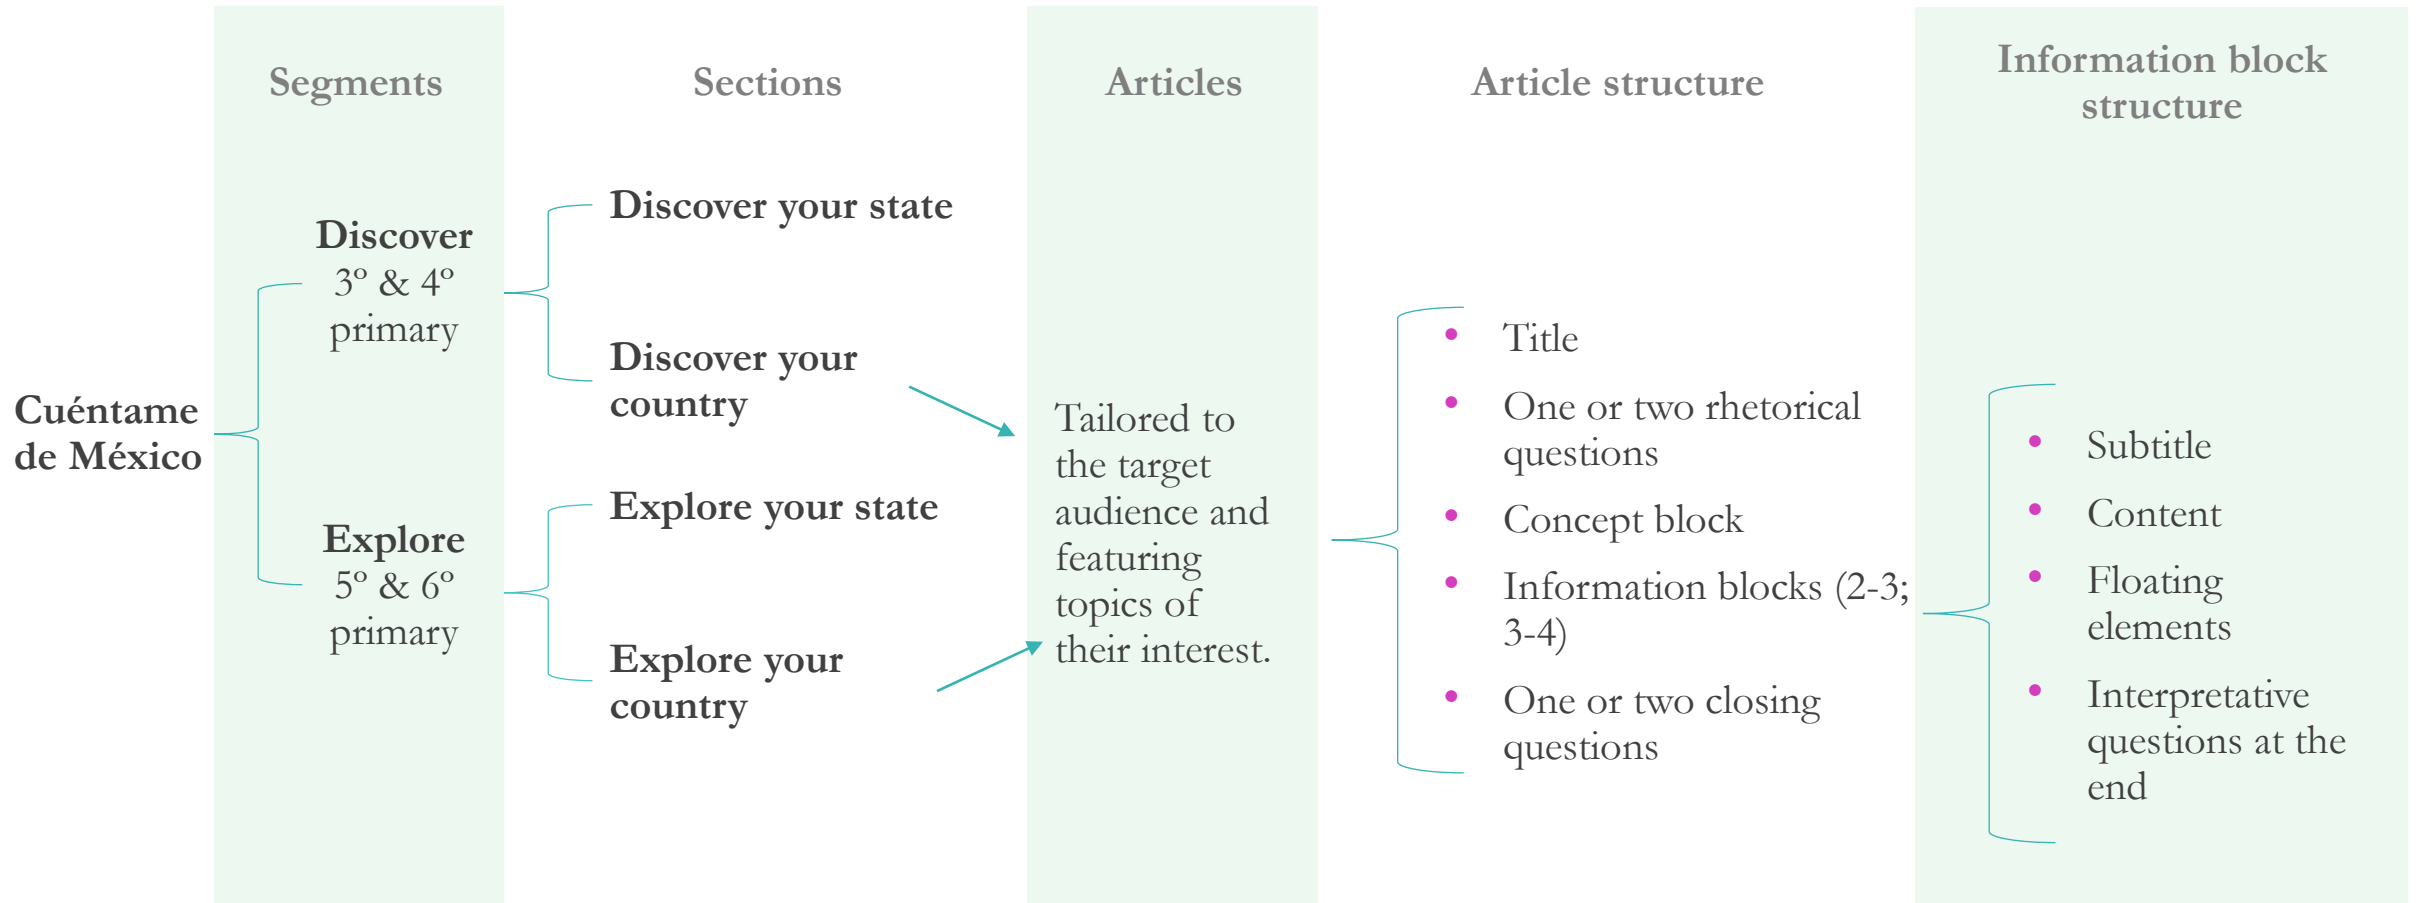 Segments
Sections
Articles
Article structure
Information block
structure
Cuéntame
de México
Discover
3º & 4º
primary
Explore
5º & 6º
primary
Discover your state
Discover your
country
Explore your state
Explore your
country
Tailored to
the target
audience and
featuring
topics of
their interest.
• Title
• One or two rhetorical
questions
• Concept block
• Information blocks (2-3;
3-4)
• One or two closing
questions
• Subtitle
• Content
• Floating
elements
• Interpretative
questions at the
end